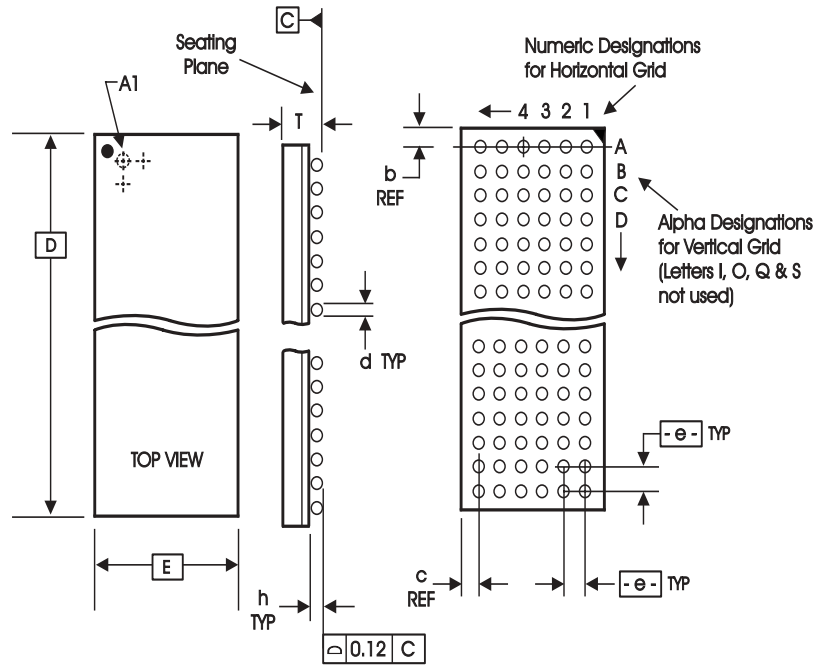 C
Seating
Plane
A1
T
D
d TYP
TOP VIEW
E
h
TYP
0.12 C
Numeric Designations
for Horizontal Grid
4 3 2 1
b
REF
A
B
C
D
Alpha Designations
for Vertical Grid
(Letters I, O, Q & S
not used)
- e - TYP
c
REF
- e - TYP